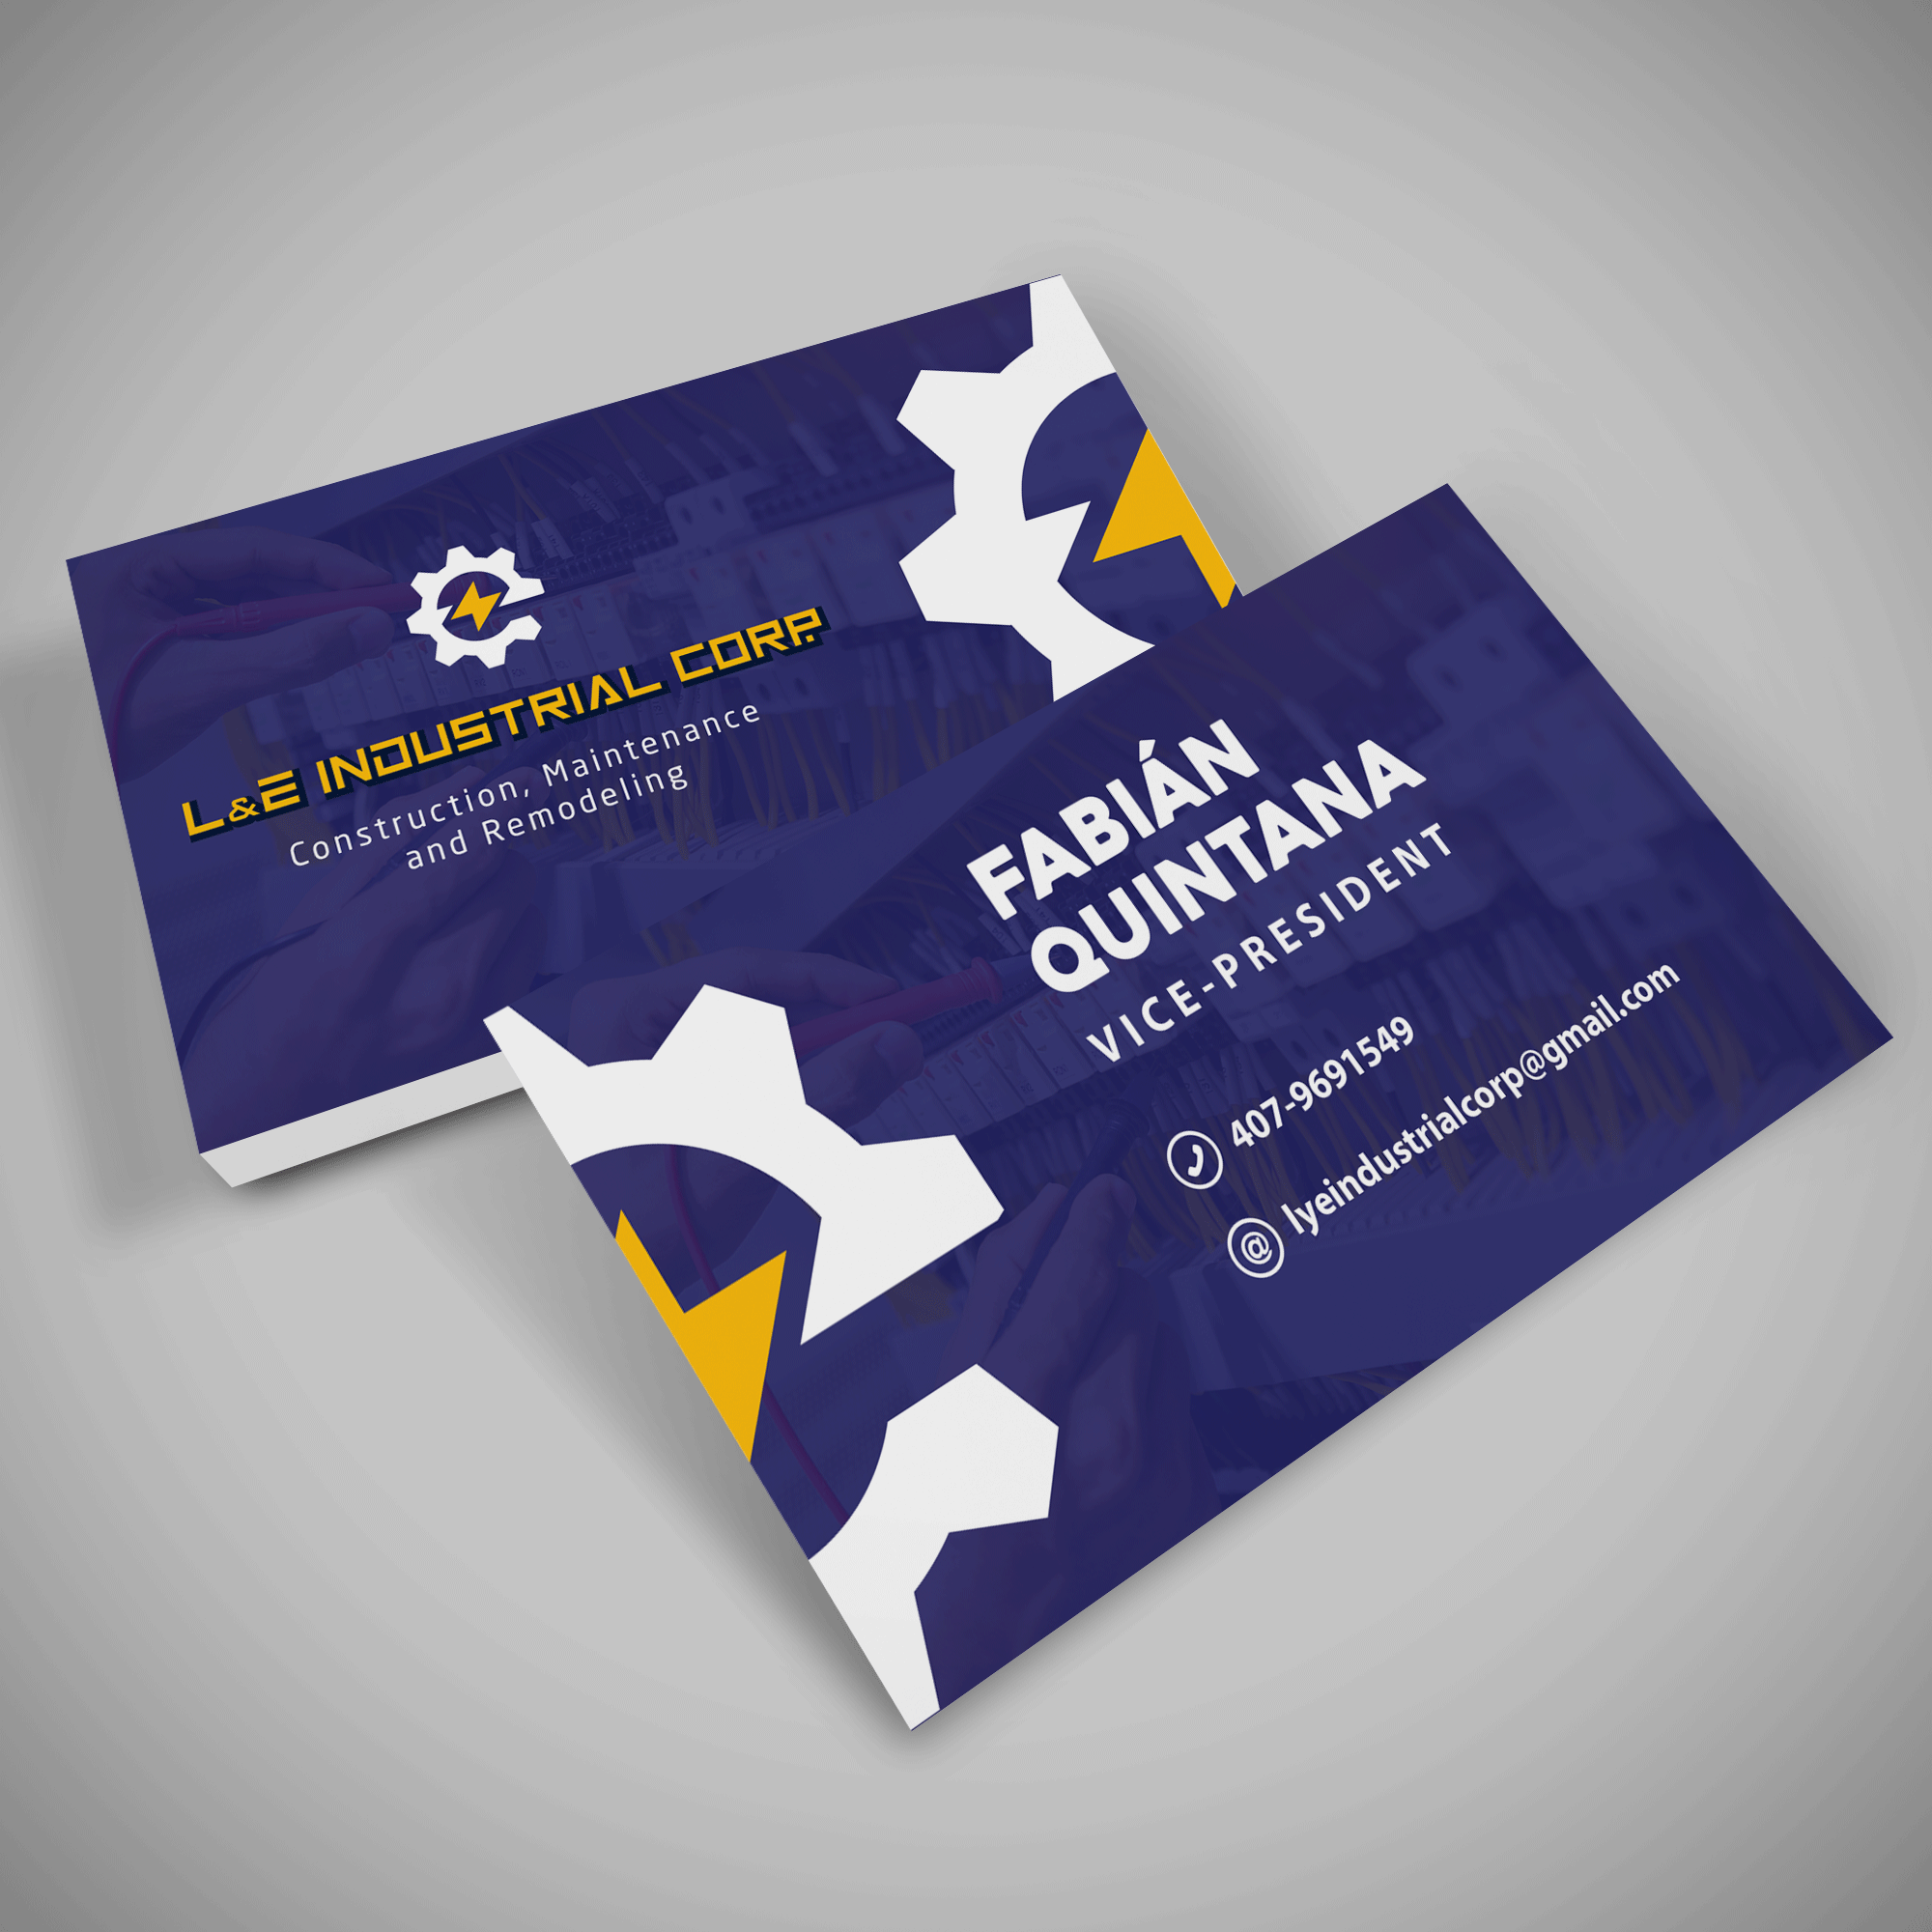 L&E INDUSTRIAL CORP.
Construction, Maintenance
and Remodeling
FABIÁN
QUINTANA
VICE-PRESIDENT
407-9691549
@ lyeindustrialcorp@gmail.com